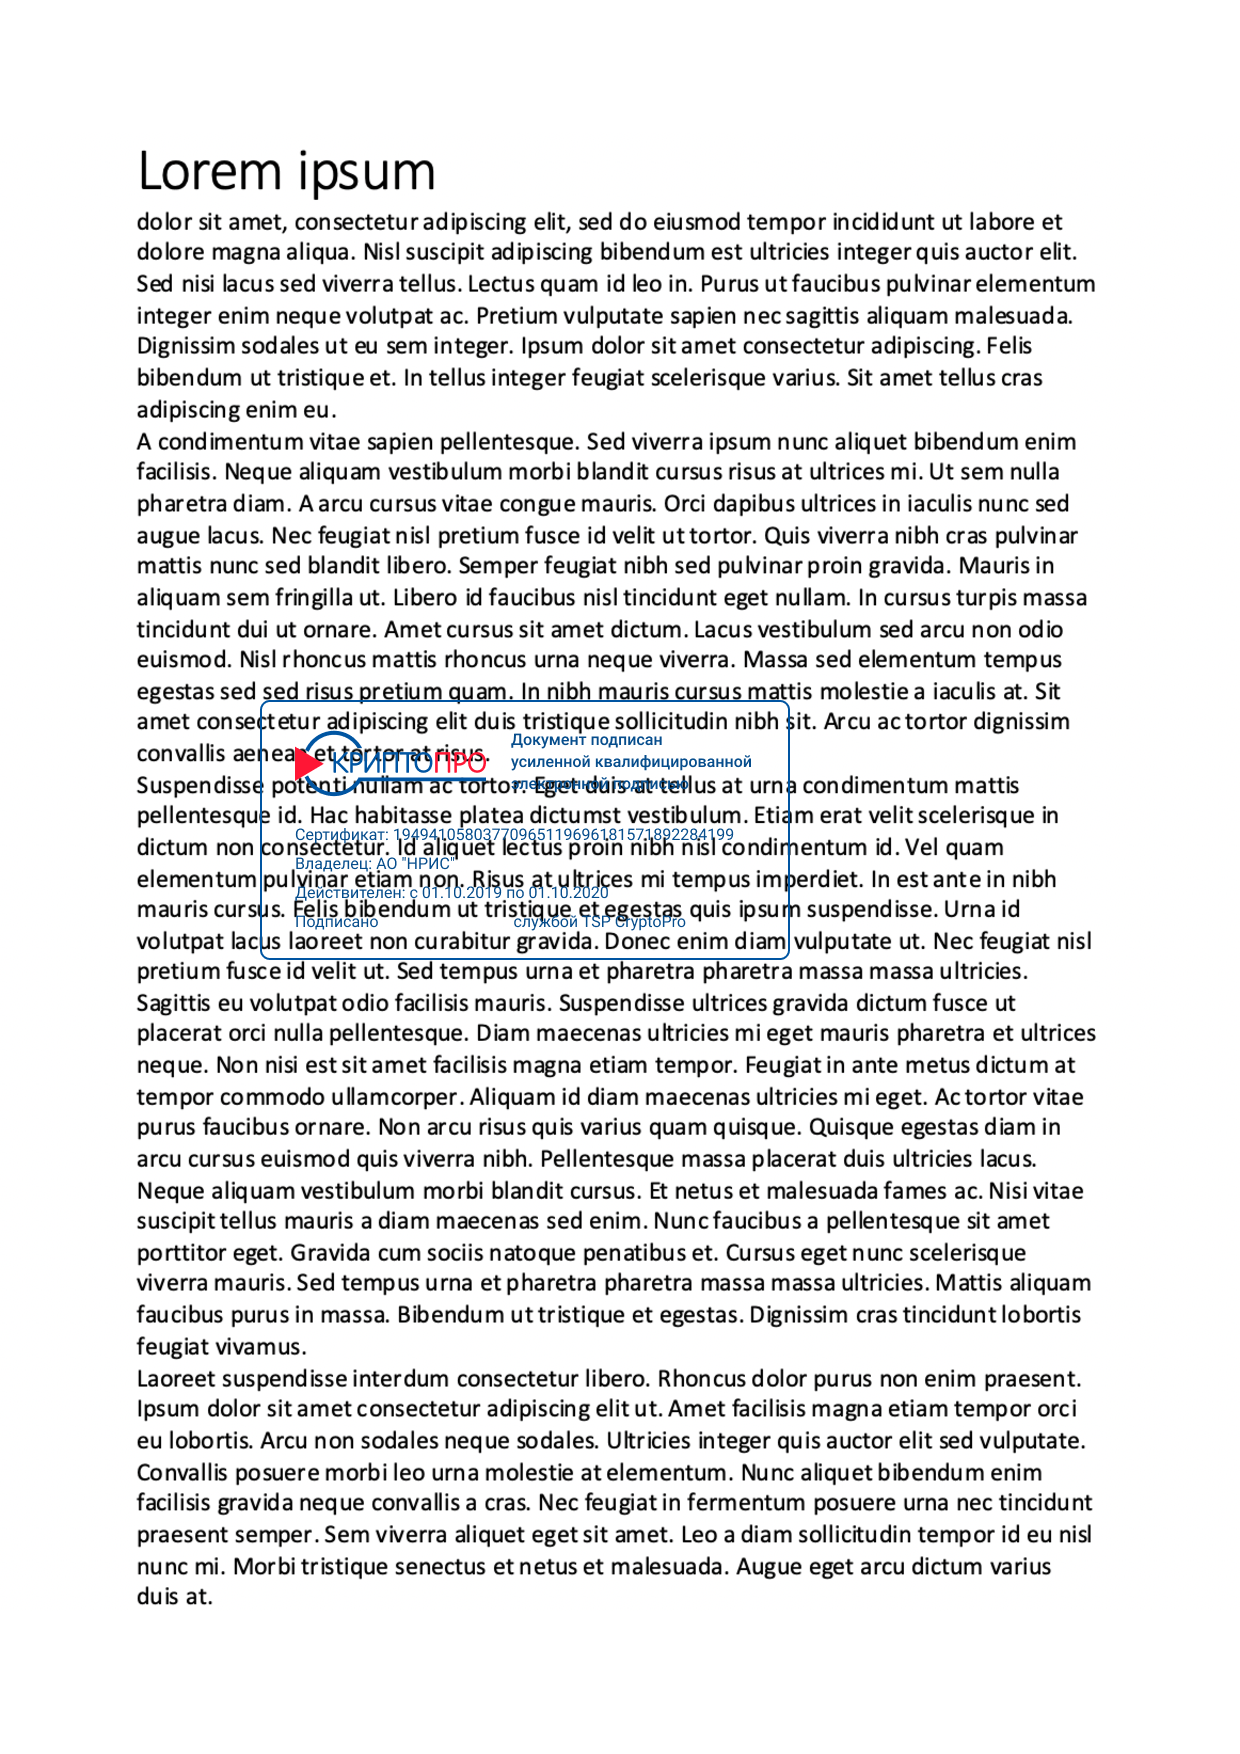 Lorem ipsum
dolor sit amet, consectetur adipiscing elit, sed do eiusmod tempor incididunt ut labore et
dolore magna aliqua. Nisl suscipit adipiscing bibendum est ultricies integer quis auctor elit.
Sed nisi lacus sed viverra tellus. Lectus quam id leo in. Purus ut faucibus pulvinar elementum
integer enim neque volutpat ac. Pretium vulputate sapien nec sagittis aliquam malesuada.
Dignissim sodales ut eu sem integer. Ipsum dolor sit amet consectetur adipiscing. Felis
bibendum ut tristique et. In tellus integer feugiat scelerisque varius. Sit amet tellus cras
adipiscing enim eu.
A condimentum vitae sapien pellentesque. Sed viverra ipsum nunc aliquet bibendum enim
facilisis. Neque aliquam vestibulum morbi blandit cursus risus at ultrices mi. Ut sem nulla
pharetra diam. A arcu cursus vitae congue mauris. Orci dapibus ultrices in iaculis nunc sed
augue lacus. Nec feugiat nisl pretium fusce id velit ut tortor. Quis viverra nibh cras pulvinar
mattis nunc sed blandit libero. Semper feugiat nibh sed pulvinar proin gravida. Mauris in
aliquam sem fringilla ut. Libero id faucibus nisl tincidunt eget nullam. In cursus turpis massa
tincidunt dui ut ornare. Amet cursus sit amet dictum. Lacus vestibulum sed arcu non odio
euismod. Nisl rhoncus mattis rhoncus urna neque viverra. Massa sed elementum tempus
egestas sed sed risus pretium quam. In nibh mauris cursus mattis molestie a iaculis at. Sit
amet consectetur adipiscing elit duis tristique sollicitudin nibh sit. Arcu ac tortor dignissim
convallis aenean et tortor at risus.
Suspendisse potenti nullam ac tortor. Eget duis at tellus at urna condimentum mattis
pellentesque id. Hac habitasse platea dictumst vestibulum. Etiam erat velit scelerisque in
dictum non consectetur. Id aliquet lectus proin nibh nisl condimentum id. Vel quam
elementum pulvinar etiam non. Risus at ultrices mi tempus imperdiet. In est ante in nibh
mauris cursus. Felis bibendum ut tristique et egestas quis ipsum suspendisse. Urna id
volutpat lacus laoreet non curabitur gravida. Donec enim diam vulputate ut. Nec feugiat nisl
pretium fusce id velit ut. Sed tempus urna et pharetra pharetra massa massa ultricies.
Sagittis eu volutpat odio facilisis mauris. Suspendisse ultrices gravida dictum fusce ut
placerat orci nulla pellentesque. Diam maecenas ultricies mi eget mauris pharetra et ultrices
neque. Non nisi est sit amet facilisis magna etiam tempor. Feugiat in ante metus dictum at
tempor commodo ullamcorper. Aliquam id diam maecenas ultricies mi eget. Ac tortor vitae
purus faucibus ornare. Non arcu risus quis varius quam quisque. Quisque egestas diam in
arcu cursus euismod quis viverra nibh. Pellentesque massa placerat duis ultricies lacus.
Neque aliquam vestibulum morbi blandit cursus. Et netus et malesuada fames ac. Nisi vitae
suscipit tellus mauris a diam maecenas sed enim. Nunc faucibus a pellentesque sit amet
porttitor eget. Gravida cum sociis natoque penatibus et. Cursus eget nunc scelerisque
viverra mauris. Sed tempus urna et pharetra pharetra massa massa ultricies. Mattis aliquam
faucibus purus in massa. Bibendum ut tristique et egestas. Dignissim cras tincidunt lobortis
feugiat vivamus.
Laoreet suspendisse interdum consectetur libero. Rhoncus dolor purus non enim praesent.
Ipsum dolor sit amet consectetur adipiscing elit ut. Amet facilisis magna etiam tempor orci
eu lobortis. Arcu non sodales neque sodales. Ultricies integer quis auctor elit sed vulputate.
Convallis posuere morbi leo urna molestie at elementum. Nunc aliquet bibendum enim
facilisis gravida neque convallis a cras. Nec feugiat in fermentum posuere urna nec tincidunt
praesent semper. Sem viverra aliquet eget sit amet. Leo a diam sollicitudin tempor id eu nisl
nunc mi. Morbi tristique senectus et netus et malesuada. Augue eget arcu dictum varius
duis at.
КРИПТОПРО
Документ подписан
усиленной квалифицированной
электронной подписью
Сертификат: 194941058037709651196961815718922841​99
Владелец: АО "НРИС"
Действителен: с 01.10.2019 по 01.10.2020
Подписано службой TSP CryptoPro